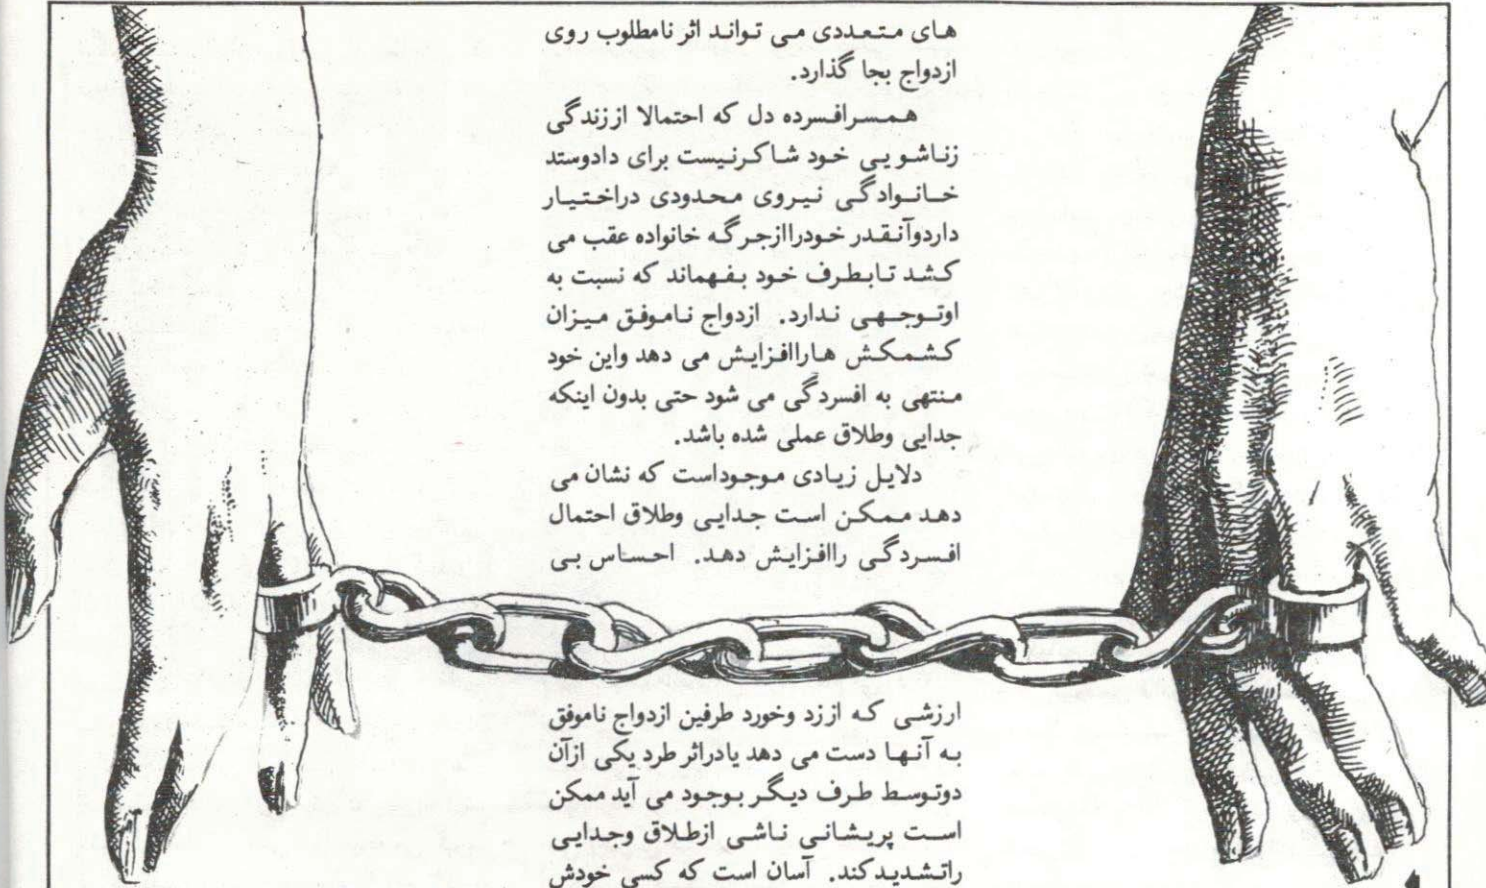 های متعددی می تواند اثر نامطلوب روی
ازدواج بجا گذارد.
همسرافسرده دل که احتمالا اززندگی
زناشویی خود شاکرنیست برای دادوستد
خانوادگی نیروی محدودی دراختیار
داردوآنقدر خودراازجرگه خانواده عقب می
کشد تابطرف خود بفهماند که نسبت به
اوتوجهی ندارد. ازدواج ناموفق میزان
کشمکش هاراافزایش می دهد واین خود
منتهی به افسردگی می شود حتی بدون اینکه
جدایی وطلاق عملی شده باشد.
دلایل زیادی موجوداست که نشان می
دهد ممکن است جدایی وطلاق احتمال
افسردگی راافزایش دهد. احساس بی
ارزشی که اززد وخورد طرفین ازدواج ناموفق
به آنها دست می دهد یادراثر طرد یکی ازآن
دوتوسط طرف دیگر بوجود می آید ممکن
است پریشانی ناشی ازطلاق وجدایی
راتشدیدکند. آسان است که کسی خودش